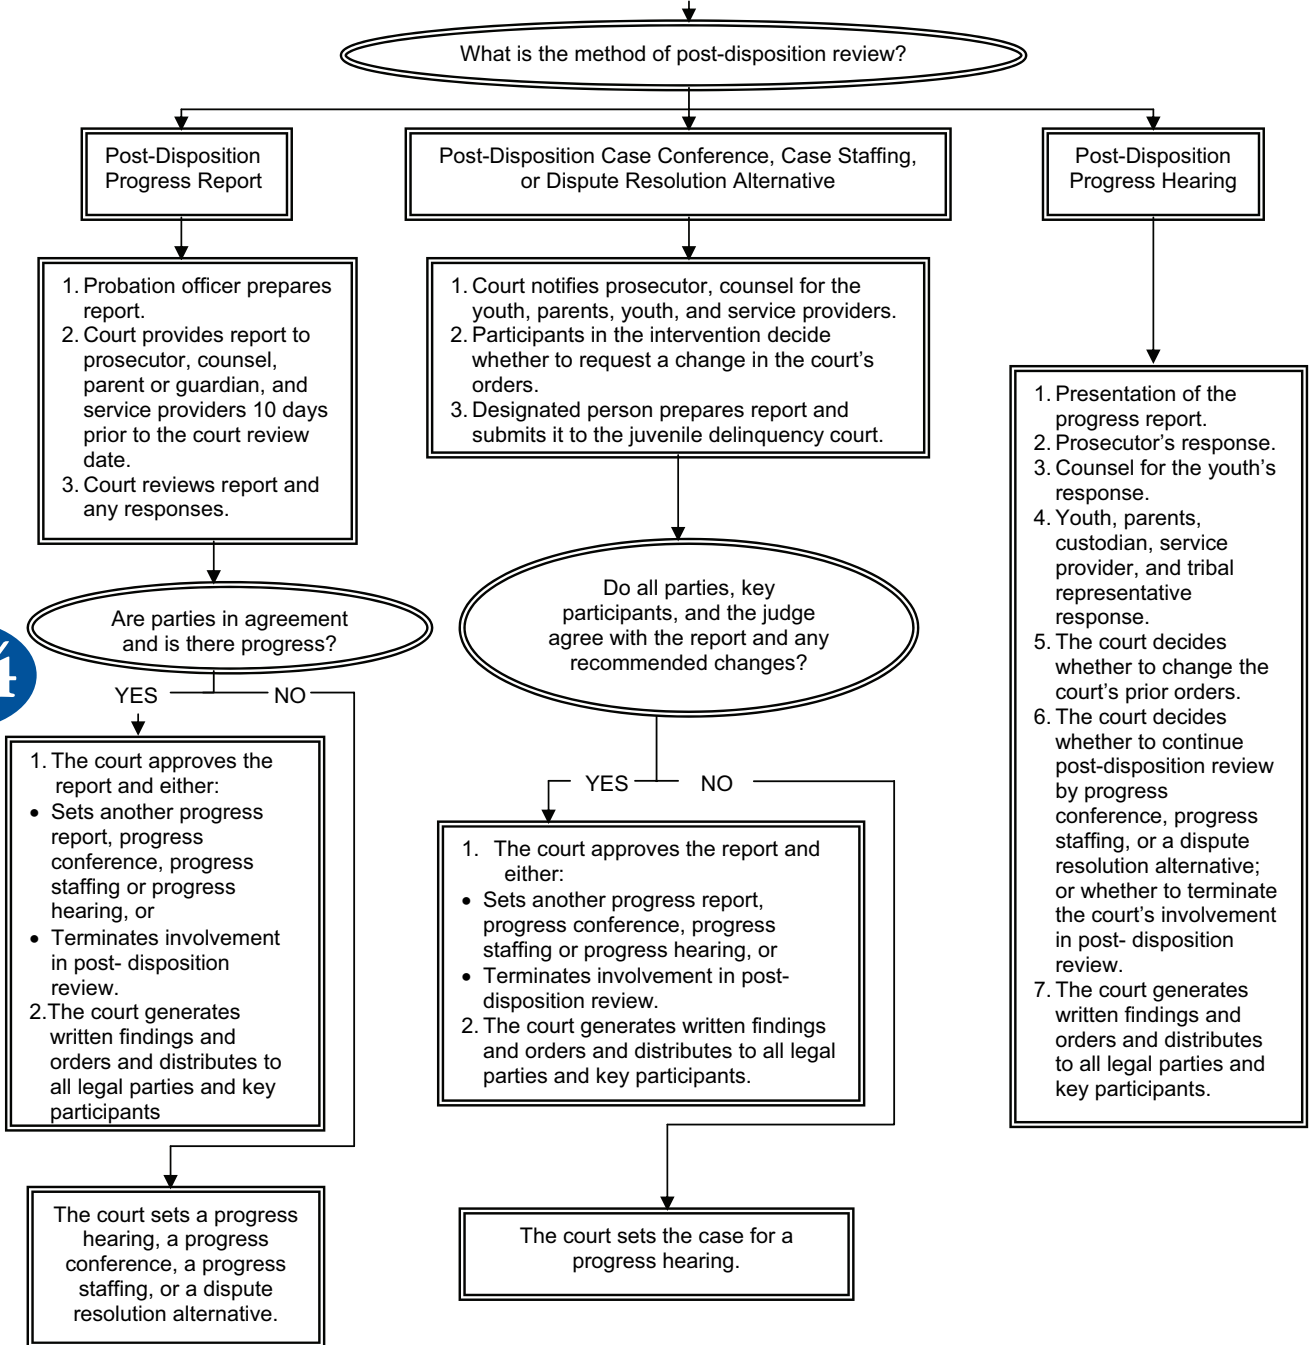 What is the method of post-disposition review?
Post-Disposition
Progress Report
Post-Disposition Case Conference, Case Staffing,
or Dispute Resolution Alternative
Post-Disposition
Progress Hearing
1. Probation officer prepares
report.
2. Court provides report to
prosecutor, counsel,
parent or guardian, and
service providers 10 days
prior to the court review
date.
3. Court reviews report and
any responses.
1. Court notifies prosecutor, counsel for the
youth, parents, youth, and service providers.
2. Participants in the intervention decide
whether to request a change in the court's
orders.
3. Designated person prepares report and
submits it to the juvenile delinquency court.
1. Presentation of the
progress report.
2. Prosecutor's response.
3. Counsel for the youth's
response.
4. Youth, parents,
custodian, service
provider, and tribal
representative
response.
5. The court decides
whether to change the
court's prior orders.
6. The court decides
whether to continue
post-disposition review
by progress
conference, progress
staffing, or a dispute
resolution alternative;
or whether to terminate
the court's involvement
in post- disposition
review.
7. The court generates
written findings and
orders and distributes
to all legal parties and
key participants.
Are parties in agreement
and is there progress?
Do all parties, key
participants, and the judge
agree with the report and any
recommended changes?
4
YES
NO
1. The court approves the
report and either:
• Sets another progress
report, progress
conference, progress
staffing or progress
hearing, or
• Terminates involvement
in post- disposition
review.
2.The court generates
written findings and
orders and distributes to
all legal parties and key
participants
YES
NO
1. The court approves the report and
either:
• Sets another progress report,
progress conference, progress
staffing or progress hearing, or
• Terminates involvement in post-
disposition review.
2. The court generates written findings
and orders and distributes to all legal
parties and key participants.
The court sets a progress
hearing, a progress
conference, a progress
staffing, or a dispute
resolution alternative.
The court sets the case for a
progress hearing.